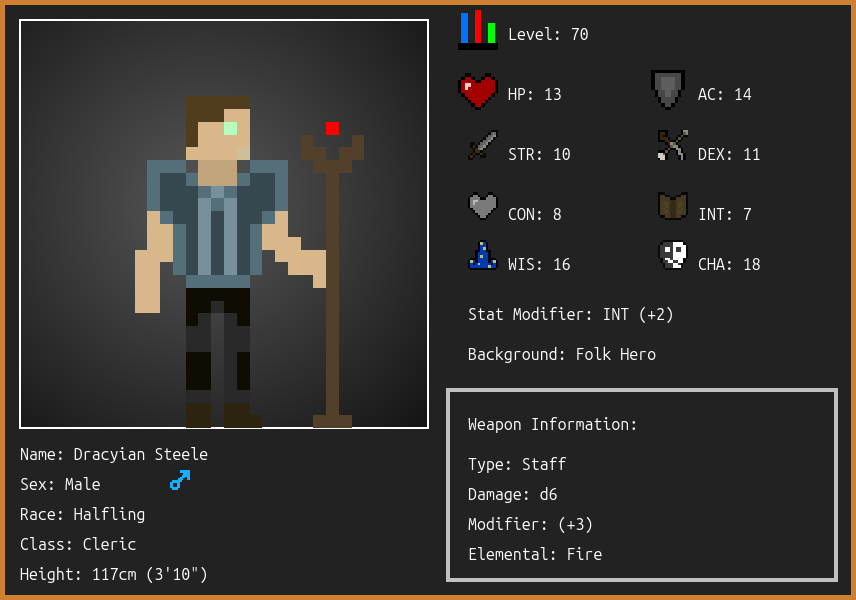 Level: 70
HP: 13
AC: 14
STR: 10
DEX: 11
CON: 8
INT: 7
WIS: 16
CHA: 18
Stat Modifier: INT (+2)
Background: Folk Hero
Weapon Information:
Type: Staff
Damage: d6
Modifier: (+3)
Elemental: Fire
Name: Dracyian Steele
Sex: Male
Race: Halfling
Class: Cleric
Height: 117cm (3'10")